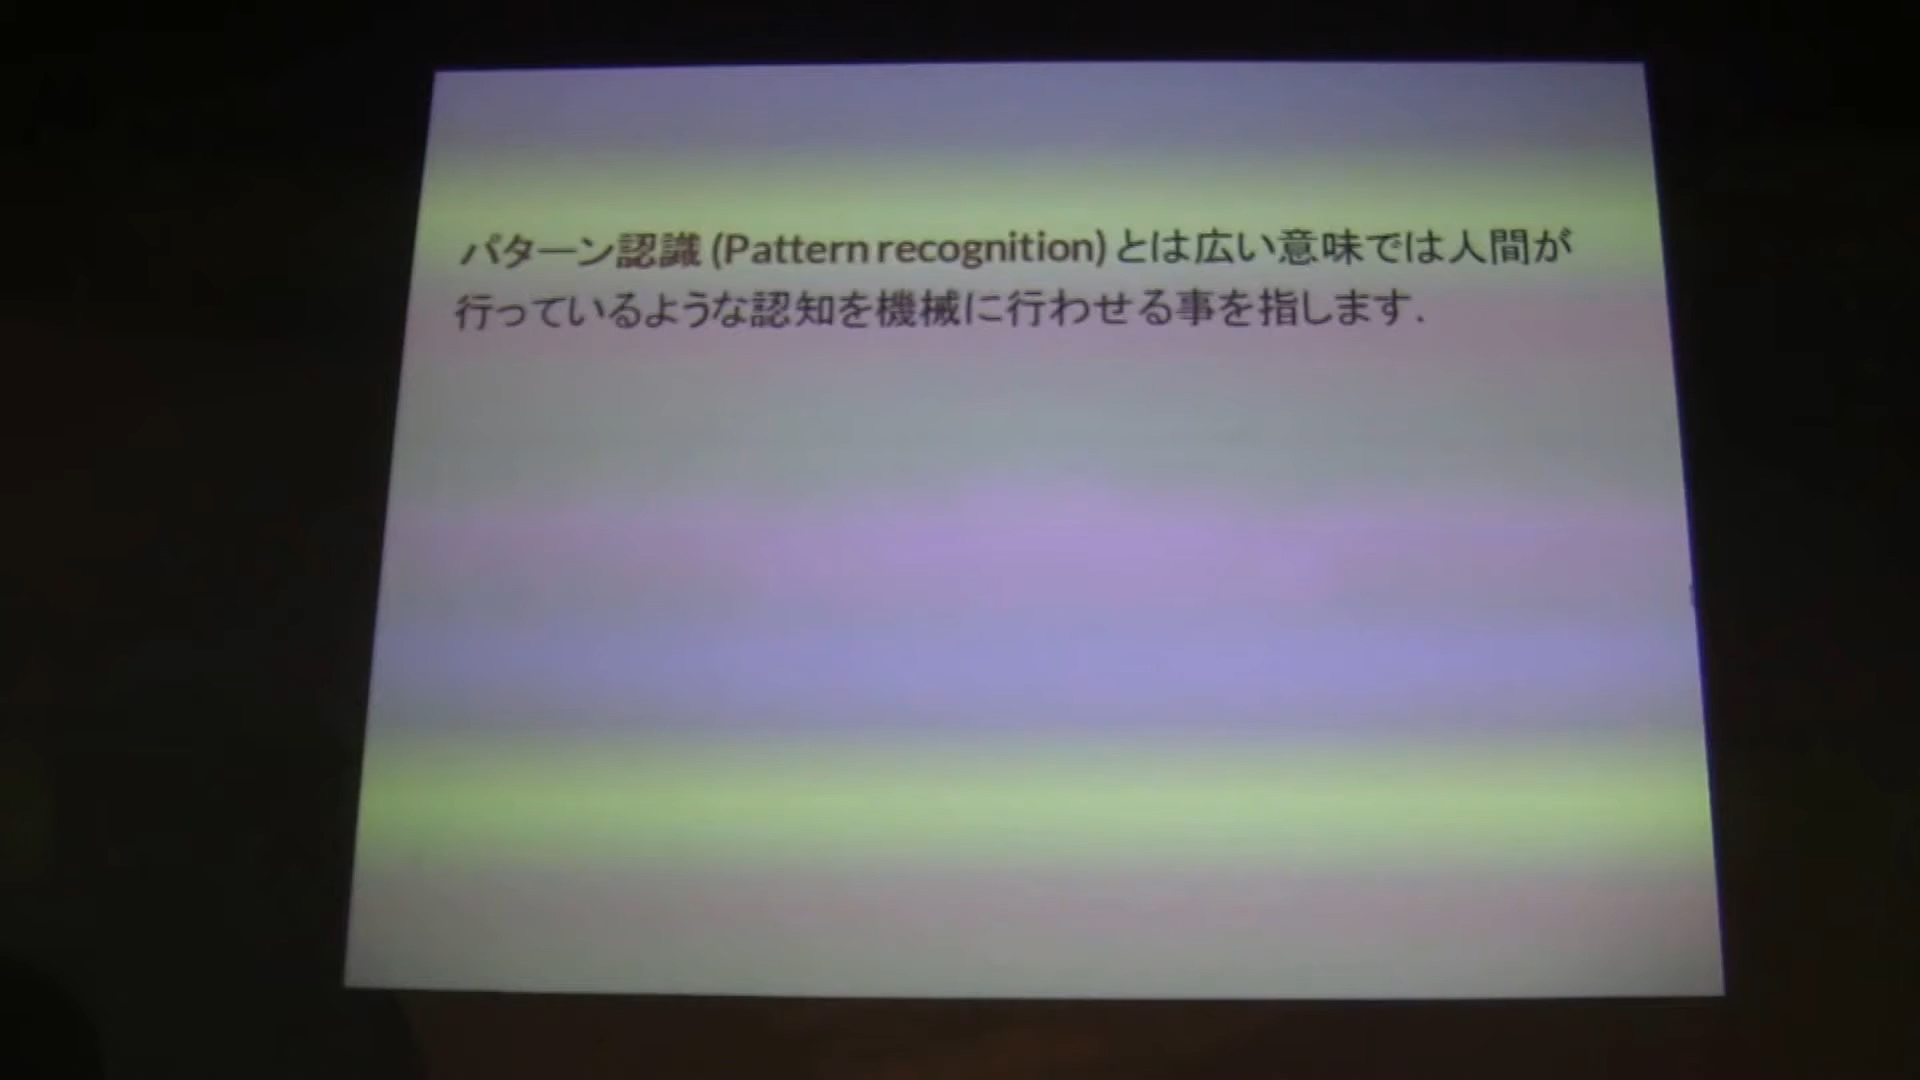 パターン認識 (Pattern recognition) とは広い意味では人間が
行っているような認知を機械に行わせる事を指します.